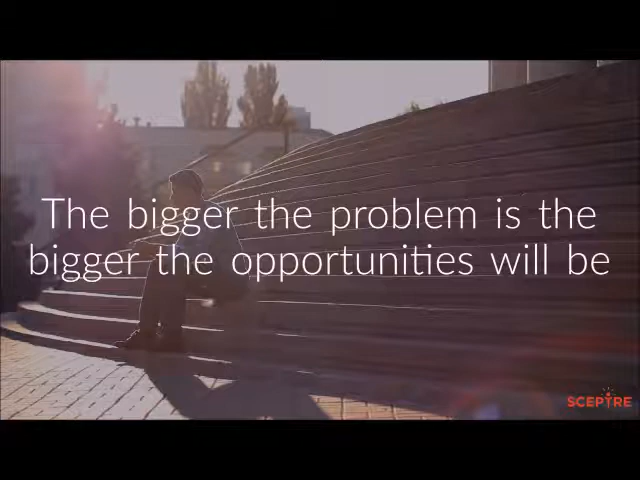 The bigger the problem is the
bigger the opportunities will be
SCEPTRE